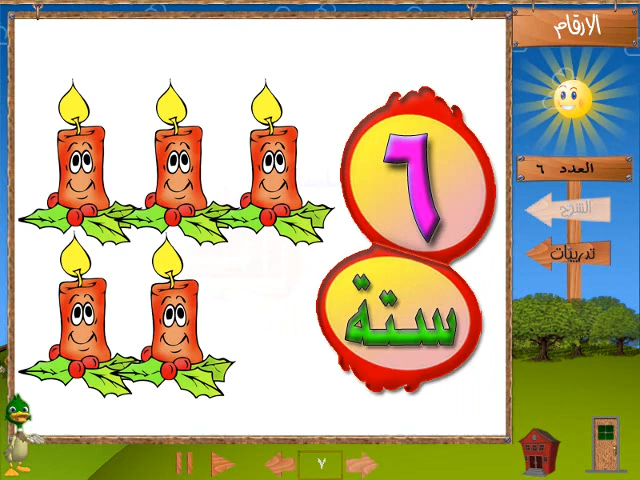 الارقام
٦
العدد ٦
الشرح
تدريبات
ستة
٧